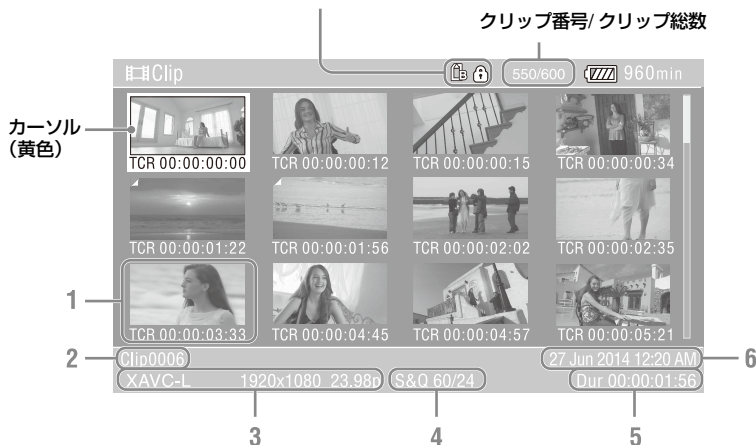 クリップ番号/ クリップ総数
Clip
B
550/600
960min
カーソル
(黄色)
TCR 00:00:00:00
TCR 00:00:00:12
TCR 00:00:00:15
TCR 00:00:00:34
TCR 00:00:01:22
TCR 00:00:01:56
TCR 00:00:02:02
TCR 00:00:02:35
1
TCR 00:00:03:33
TCR 00:00:04:45
TCR 00:00:04:57
TCR 00:00:05:21
2
Clip0006
27 Jun 2014 12:20 AM
6
XAVC-L 1920x1080 23.98p
S&Q 60/24
Dur 00:00:01:56
3
4
5